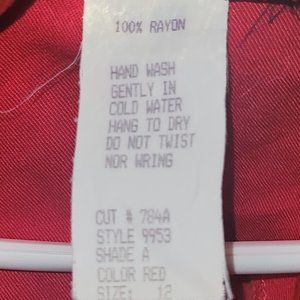 100% RAYON
HAND WASH
GENTLY IN
COLD WATER
HANG TO DRY
DO NOT TWIST
NOR WRING
CUT # 784A
STYLE 9953
SHADE A
COLOR RED
SIZE: 12